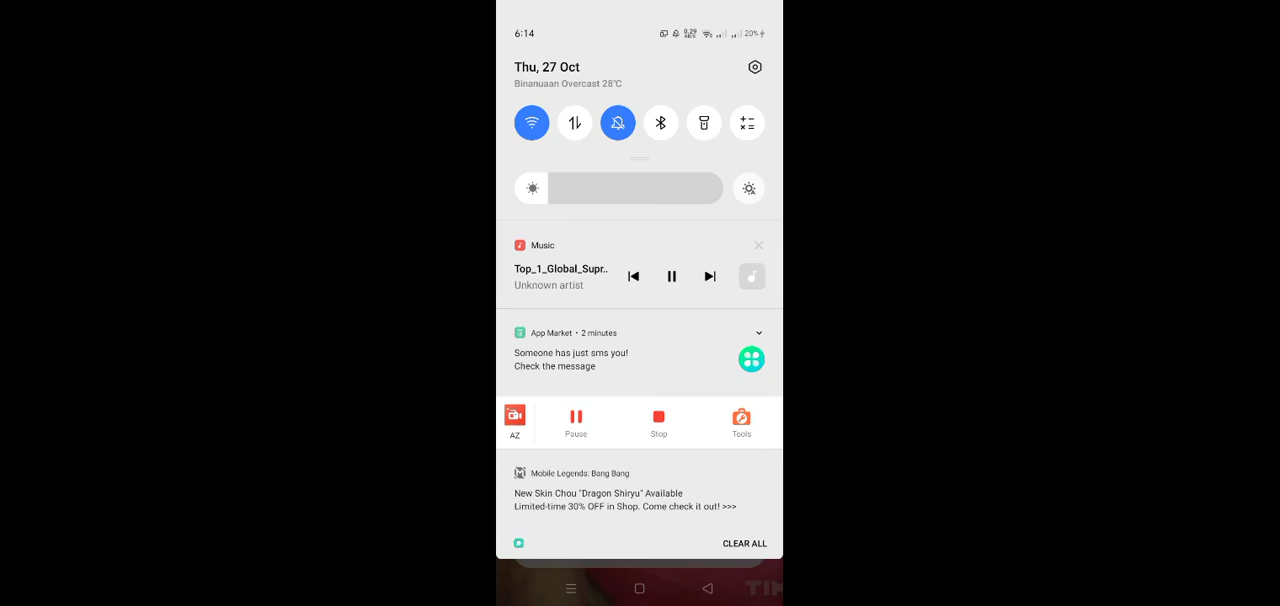 6:14
20%
Thu, 27 Oct
Binanuaan Overcast 28°C
Music
Top_1_Global_Supr..
Unknown artist
App Market • 2 minutes
Someone has just sms you!
Check the message
AZ
Pause
Stop
Tools
Mobile Legends: Bang Bang
New Skin Chou "Dragon Shiryu" Available
Limited-time 30% OFF in Shop. Come check it out! >>>
CLEAR ALL